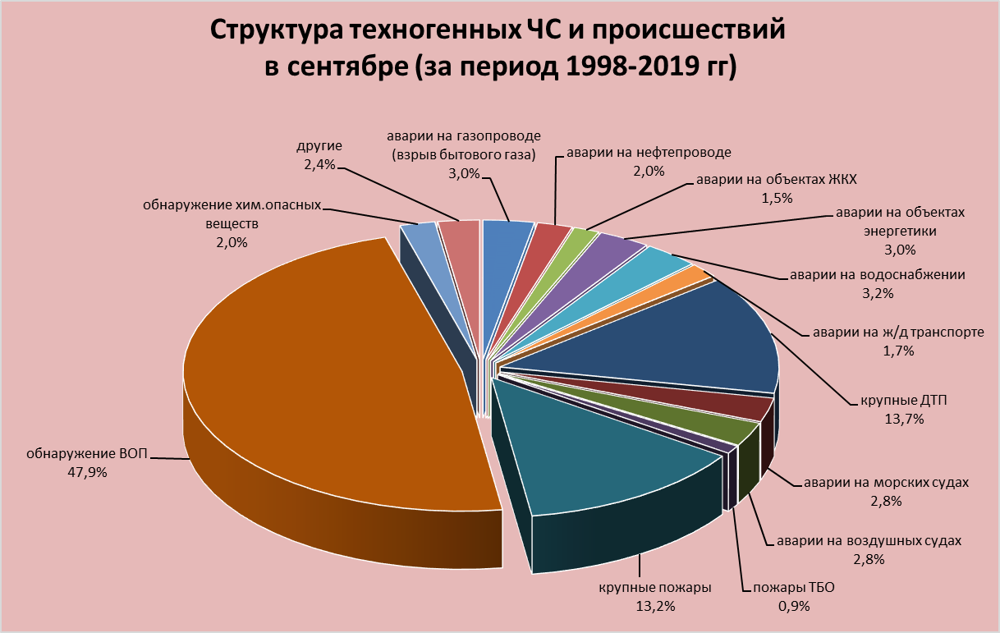 Структура техногенных ЧС и происшествий
в сентябре (за период 1998-2019 гг)
аварии на газопроводе
(взрыв бытового газа)
3,0%
аварии на нефтепроводе
2,0%
аварии на объектах ЖКХ
1,5%
аварии на объектах
энергетики
3,0%
аварии на водоснабжении
3,2%
аварии на ж/д транспорте
1,7%
крупные ДТП
13,7%
аварии на морских судах
2,8%
аварии на воздушных судах
2,8%
пожары ТБО
0,9%
крупные пожары
13,2%
обнаружение ВОП
47,9%
обнаружение хим.опасных
веществ
2,0%
другие
2,4%